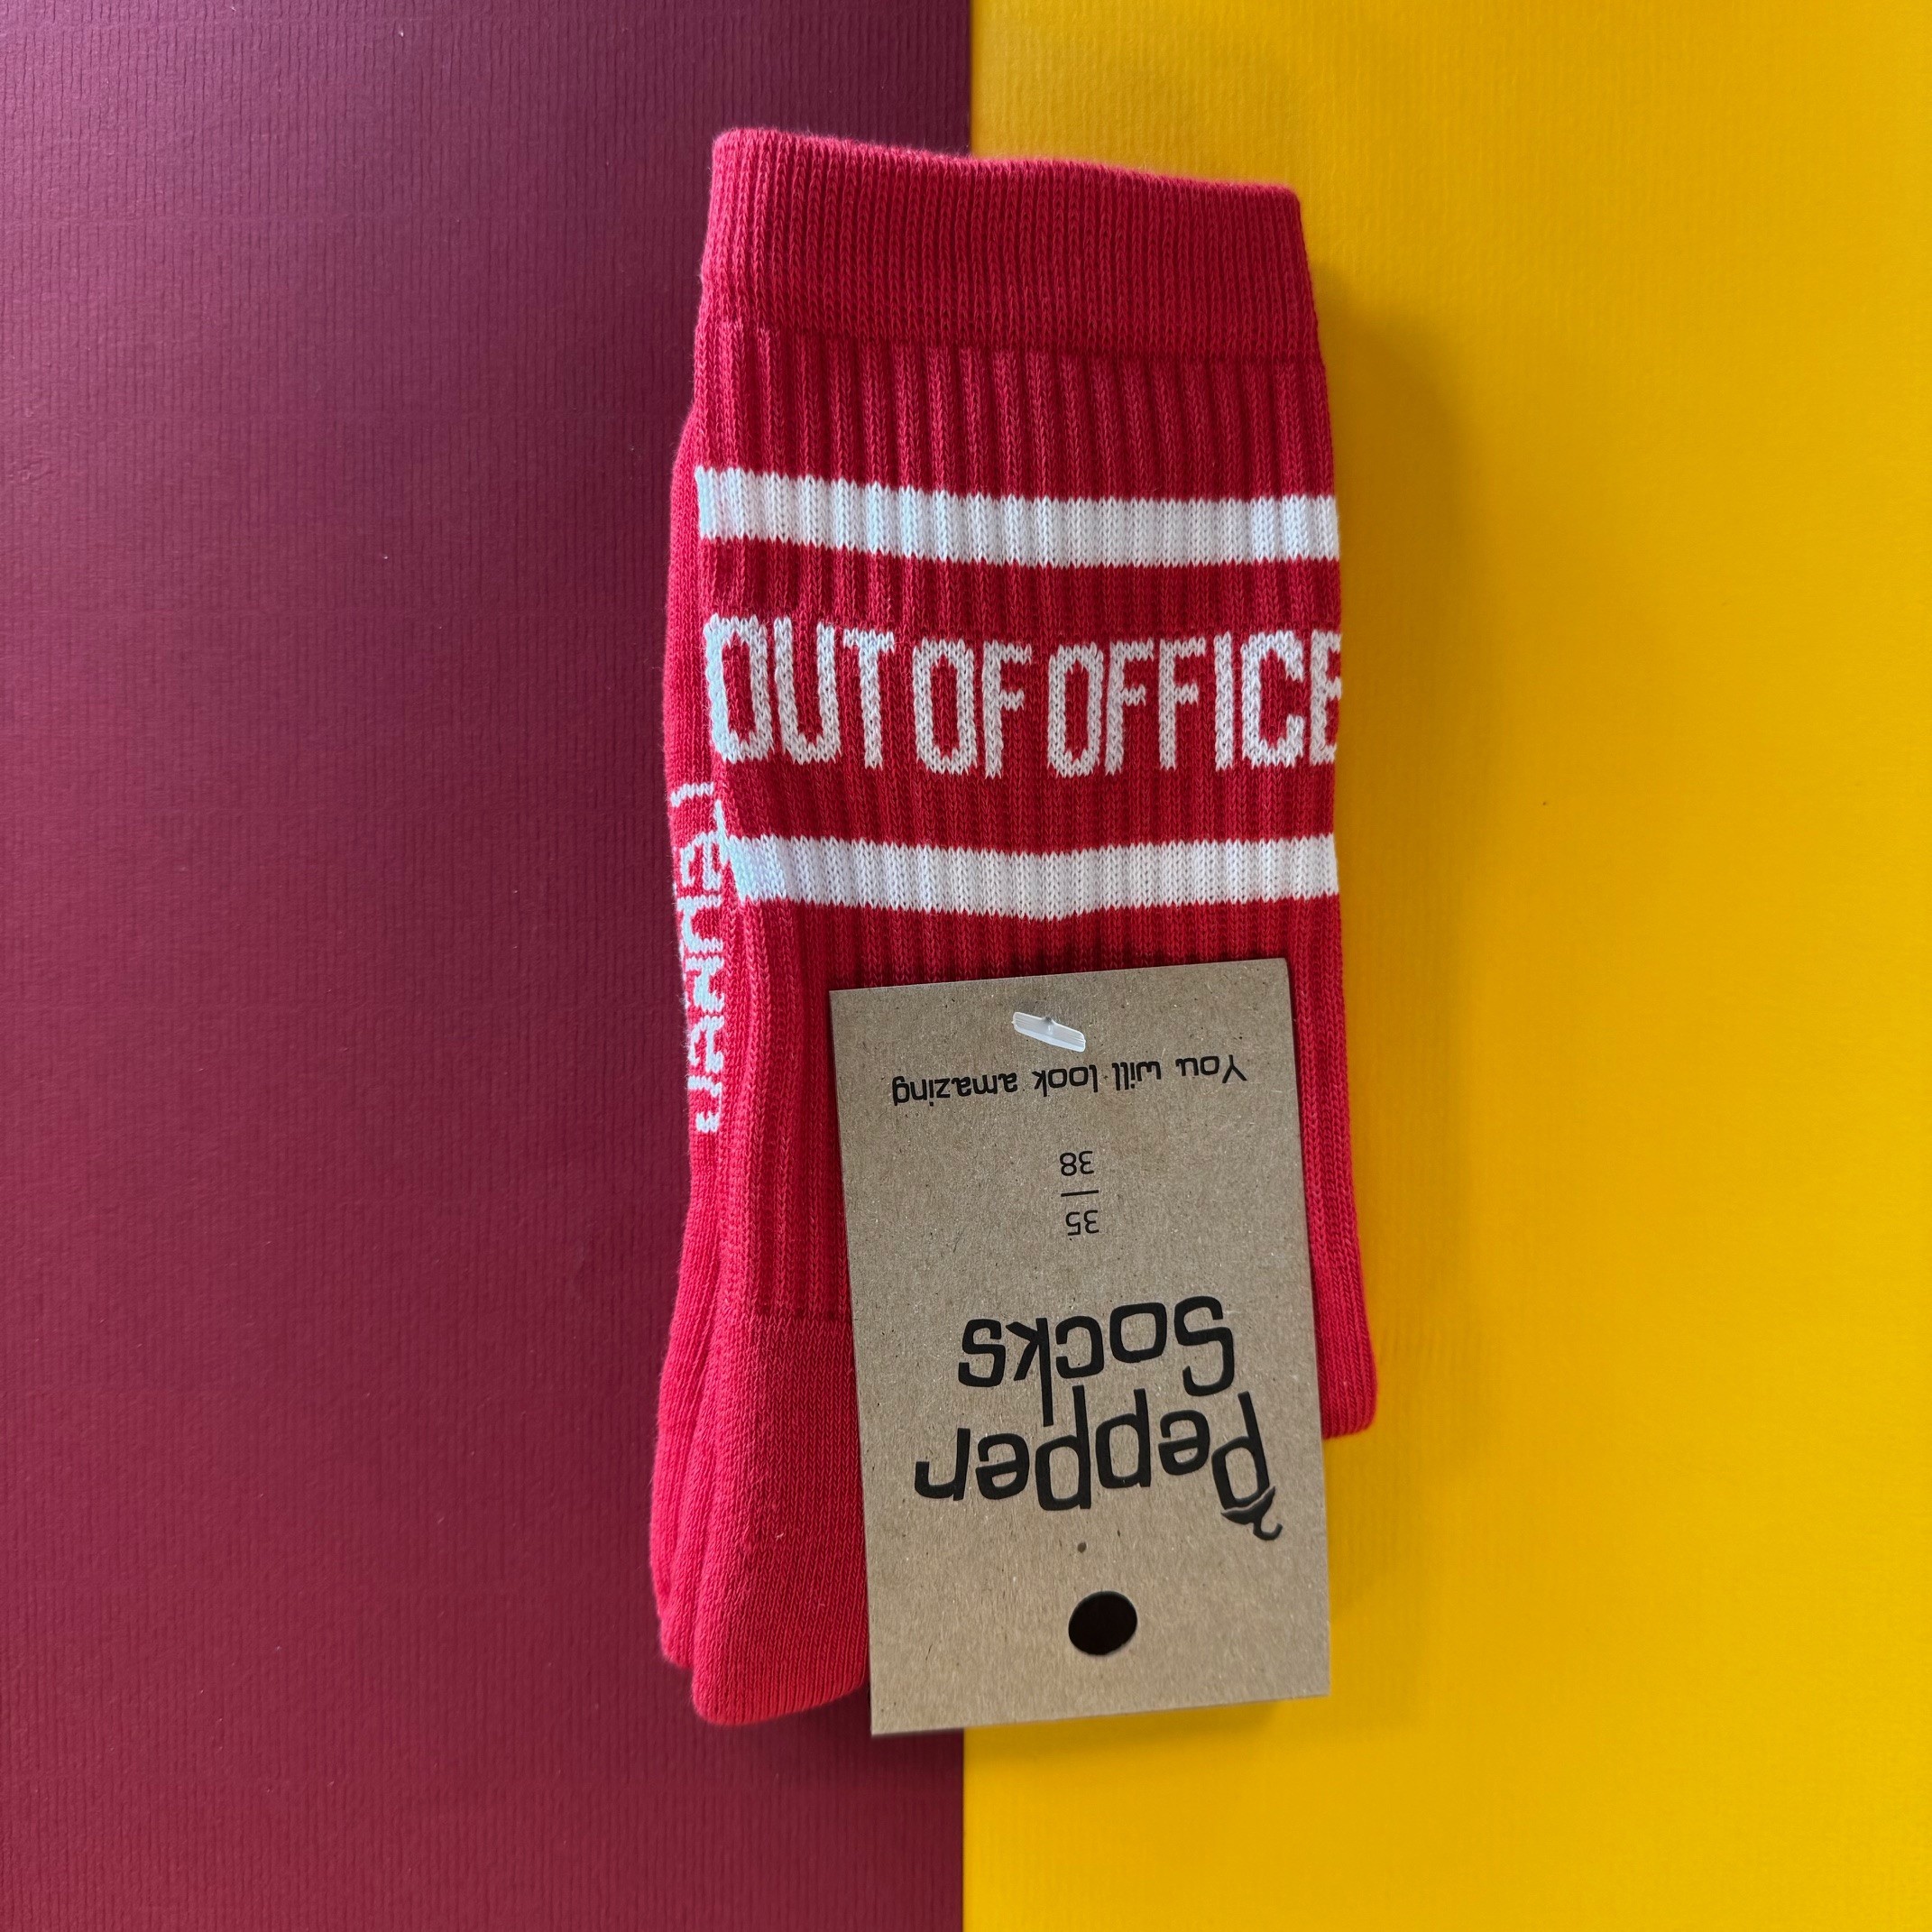 OUT OF OFFICE
Pepper
Socks
35
38
You will look amazing